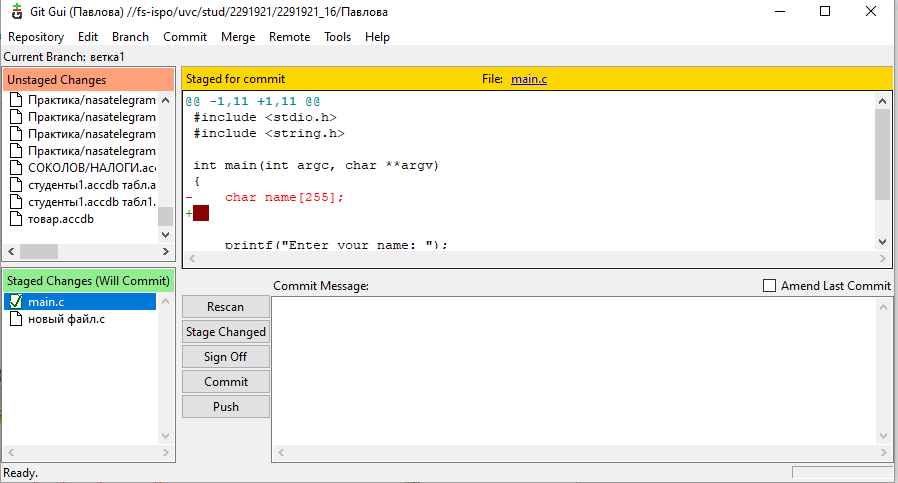 Git Gui (Павлова) //fs-ispo/uvc/stud/2291921/2291921_16/Павлова
Repository Edit Branch Commit Merge Remote Tools Help
Current Branch: ветка1
Unstaged Changes
Практика/nasatelegram
Практика/nasatelegram
Практика/nasatelegram
Практика/nasatelegram
СОКОЛОВ/НАЛОГИ.acc
студенты1.accdb табл.a
студенты1.accdb табл1.
товар.accdb
Staged for commit File: main.c
@@ -1,11 +1,11 @@
#include <stdio.h>
#include <string.h>
int main(int argc, char **argv)
{
- char name[255];
+
printf("Enter your name: ");
Staged Changes (Will Commit)
main.c
новый файл.c
Rescan
Stage Changed
Sign Off
Commit
Push
Commit Message: Amend Last Commit
Ready.